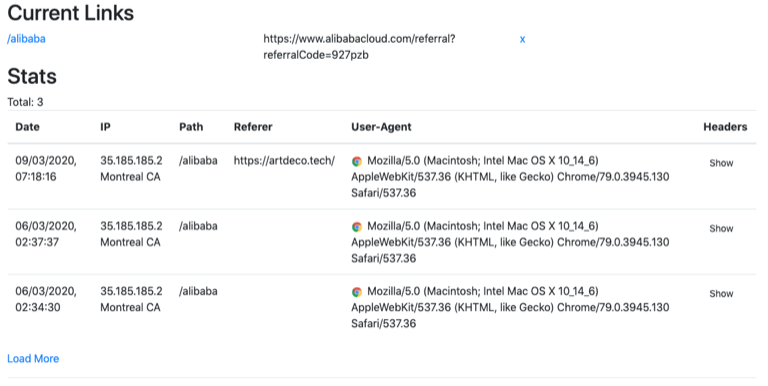 Current Links
/alibaba https://www.alibabacloud.com/referral? x
referralCode=927pzb
Stats
Total: 3
Date IP Path Referer User-Agent Headers
09/03/2020, 35.185.185.2 /alibaba https://artdeco.tech/ Mozilla/5.0 (Macintosh; Intel Mac OS X 10_14_6) Show
07:18:16 Montreal CA AppleWebKit/537.36 (KHTML, like Gecko) Chrome/79.0.3945.130
Safari/537.36
06/03/2020, 35.185.185.2 /alibaba Mozilla/5.0 (Macintosh; Intel Mac OS X 10_14_6) Show
02:37:37 Montreal CA AppleWebKit/537.36 (KHTML, like Gecko) Chrome/79.0.3945.130
Safari/537.36
06/03/2020, 35.185.185.2 /alibaba Mozilla/5.0 (Macintosh; Intel Mac OS X 10_14_6) Show
02:34:30 Montreal CA AppleWebKit/537.36 (KHTML, like Gecko) Chrome/79.0.3945.130
Safari/537.36
Load More